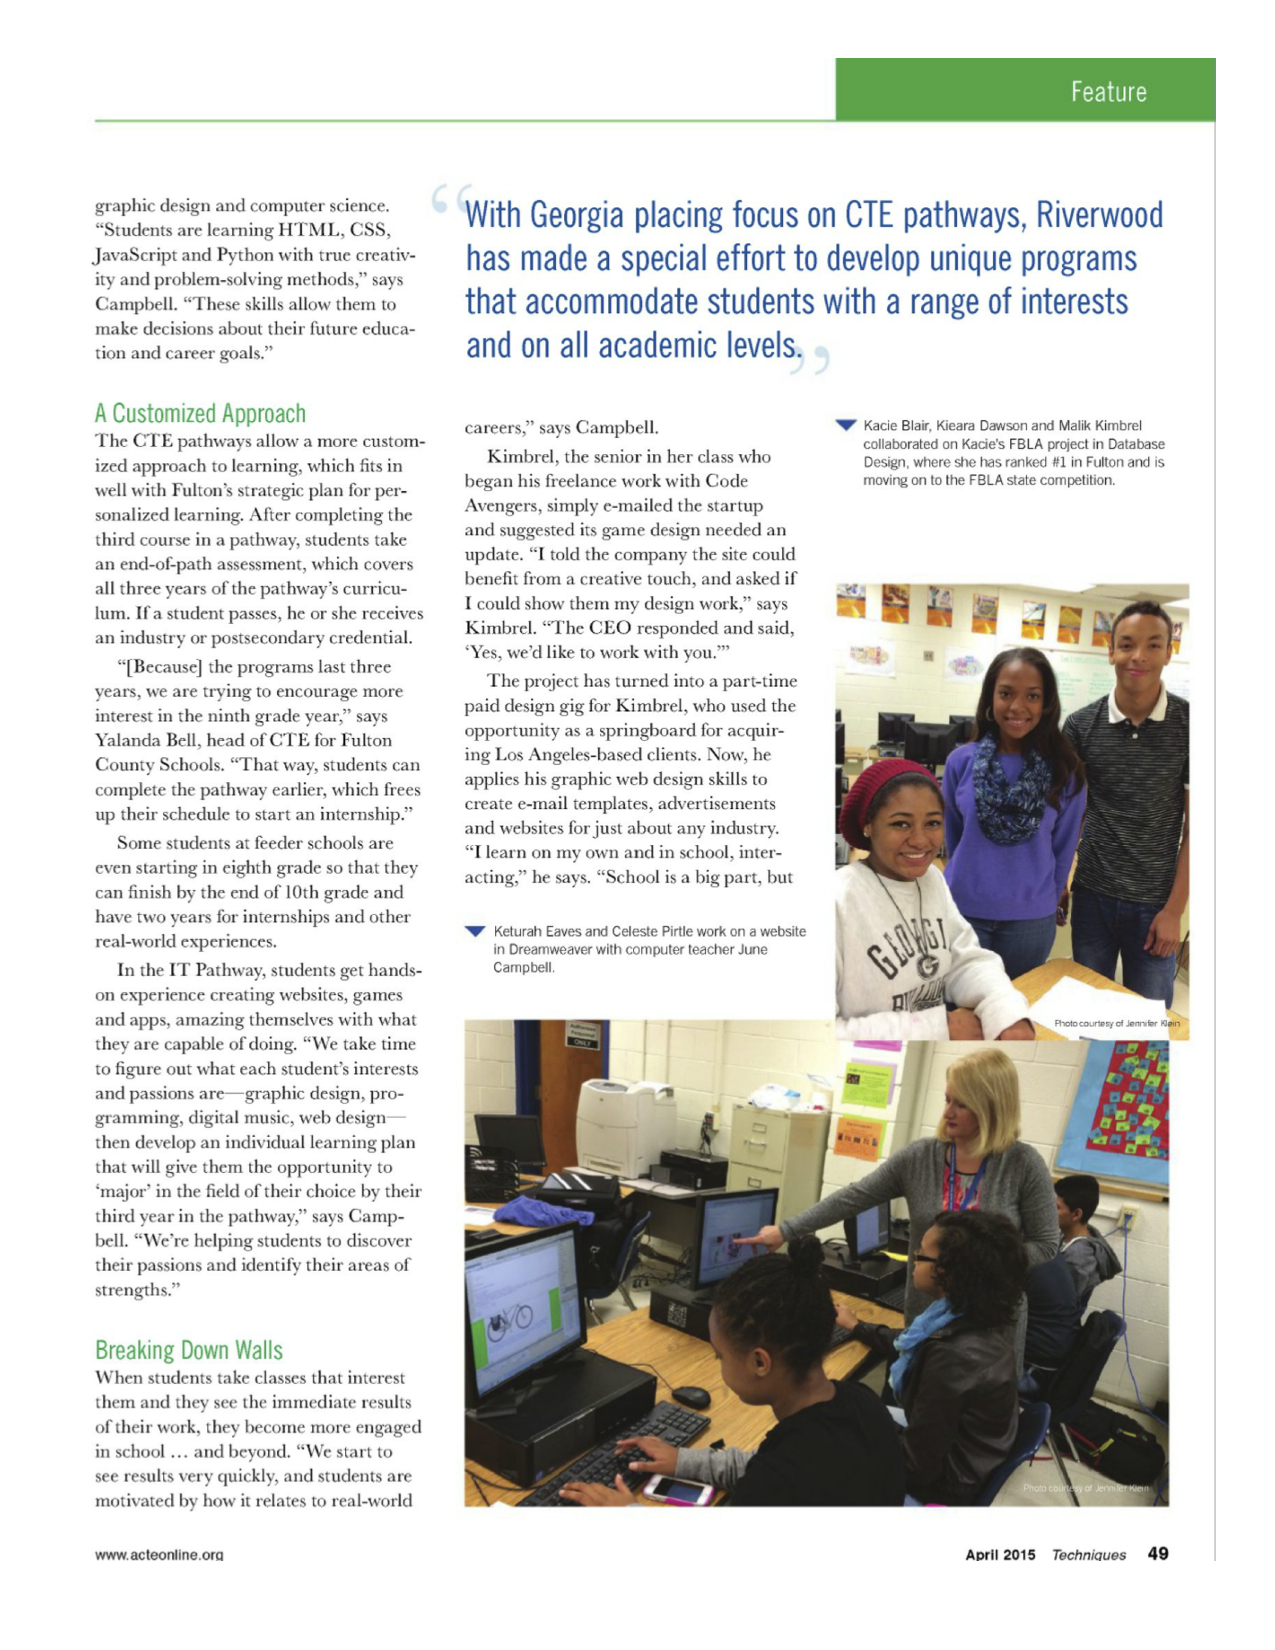 Feature
graphic design and computer science.
“Students are learning HTML, CSS,
JavaScript and Python with true creativ-
ity and problem-solving methods,” says
Campbell. “These skills allow them to
make decisions about their future educa-
tion and career goals.”
A Customized Approach
The CTE pathways allow a more custom-
ized approach to learning, which fits in
well with Fulton’s strategic plan for per-
sonalized learning. After completing the
third course in a pathway, students take
an end-of-path assessment, which covers
all three years of the pathway’s curricu-
lum. If a student passes, he or she receives
an industry or postsecondary credential.
“[Because] the programs last three
years, we are trying to encourage more
interest in the ninth grade year,” says
Yalanda Bell, head of CTE for Fulton
County Schools. “That way, students can
complete the pathway earlier, which frees
up their schedule to start an internship.”
Some students at feeder schools are
even starting in eighth grade so that they
can finish by the end of 10th grade and
have two years for internships and other
real-world experiences.
In the IT Pathway, students get hands-
on experience creating websites, games
and apps, amazing themselves with what
they are capable of doing. “We take time
to figure out what each student’s interests
and passions are—graphic design, pro-
gramming, digital music, web design—
then develop an individual learning plan
that will give them the opportunity to
‘major’ in the field of their choice by their
third year in the pathway,” says Camp-
bell. “We’re helping students to discover
their passions and identify their areas of
strengths.”
Breaking Down Walls
When students take classes that interest
them and they see the immediate results
of their work, they become more engaged
in school … and beyond. “We start to
see results very quickly, and students are
motivated by how it relates to real-world
“With Georgia placing focus on CTE pathways, Riverwood
has made a special effort to develop unique programs
that accommodate students with a range of interests
and on all academic levels.”
careers,” says Campbell.
Kimbrel, the senior in her class who
began his freelance work with Code
Avengers, simply e-mailed the startup
and suggested its game design needed an
update. “I told the company the site could
benefit from a creative touch, and asked if
I could show them my design work,” says
Kimbrel. “The CEO responded and said,
‘Yes, we’d like to work with you.’”
The project has turned into a part-time
paid design gig for Kimbrel, who used the
opportunity as a springboard for acquir-
ing Los Angeles-based clients. Now, he
applies his graphic web design skills to
create e-mail templates, advertisements
and websites for just about any industry.
“I learn on my own and in school, inter-
acting,” he says. “School is a big part, but
Keturah Eaves and Celeste Pirtle work on a website
in Dreamweaver with computer teacher June
Campbell.
Kacie Blair, Kieara Dawson and Malik Kimbrel
collaborated on Kacie's FBLA project in Database
Design, where she has ranked #1 in Fulton and is
moving on to the FBLA state competition.
GEORGI
G
Photo courtesy of Jennifer Klein
ONLY
Photo courtesy of Jennifer Klein
www.acteonline.org
April 2015 Techniques 49